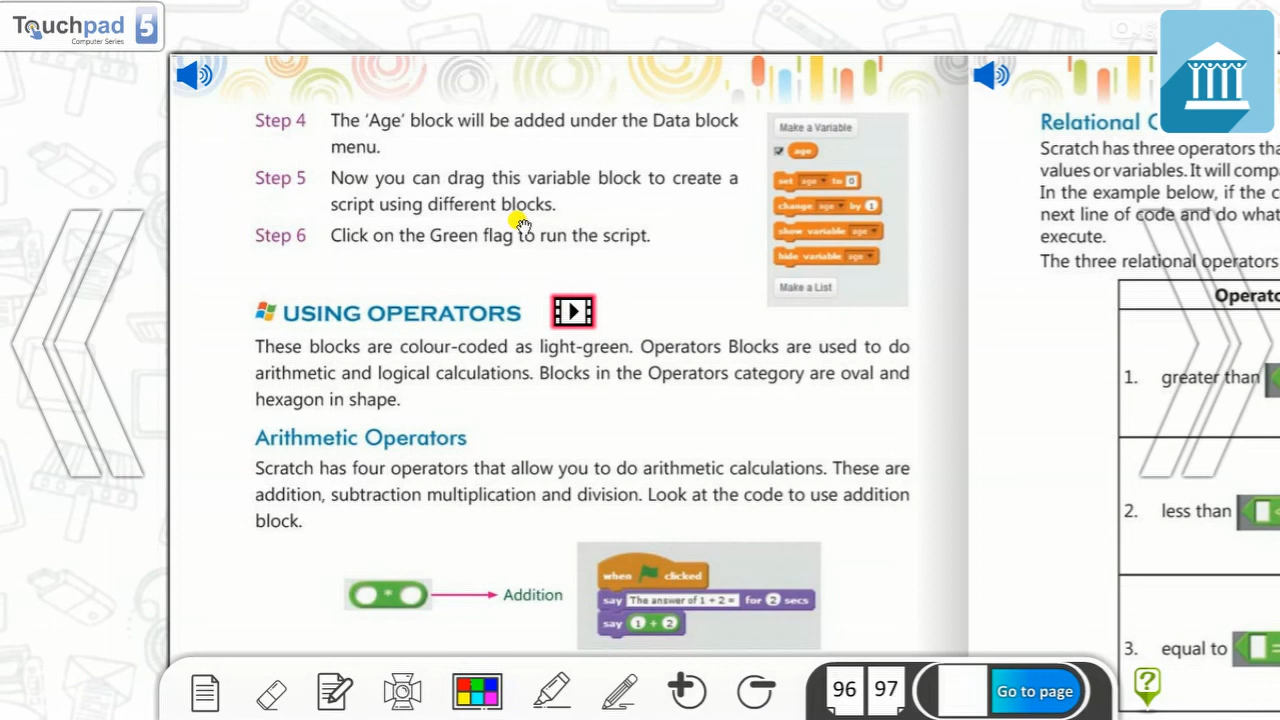 Touchpad 5
Computer Series
Step 4 The 'Age' block will be added under the Data block
menu.
Step 5 Now you can drag this variable block to create a
script using different blocks.
Step 6 Click on the Green flag to run the script.
Make a Variable
age
set age to 0
change age by 1
show variable age
hide variable age
Make a List
USING OPERATORS
These blocks are colour-coded as light-green. Operators Blocks are used to do
arithmetic and logical calculations. Blocks in the Operators category are oval and
hexagon in shape.
Arithmetic Operators
Scratch has four operators that allow you to do arithmetic calculations. These are
addition, subtraction multiplication and division. Look at the code to use addition
block.
Addition
when clicked
say The answer of 1 + 2 = for 2 secs
say 1 + 2
Relational
Scratch has three operators
values or variables. It will
In the example below, if the
next line of code and do
execute.
The three relational operators
1. greater than
2. less than
3. equal to
96 97
Go to page
?